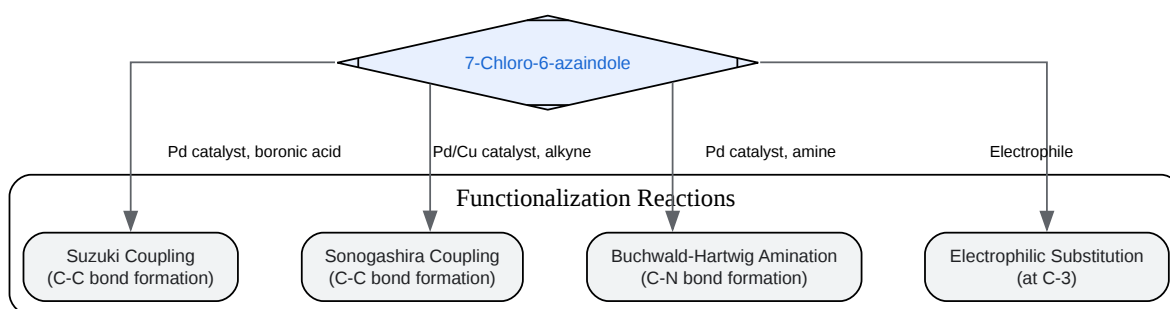 7-Chloro-6-azaindole
Pd catalyst, boronic acid
Pd/Cu catalyst, alkyne
Pd catalyst, amine
Electrophile
Functionalization Reactions
Suzuki Coupling
(C-C bond formation)
Sonogashira Coupling
(C-C bond formation)
Buchwald-Hartwig Amination
(C-N bond formation)
Electrophilic Substitution
(at C-3)